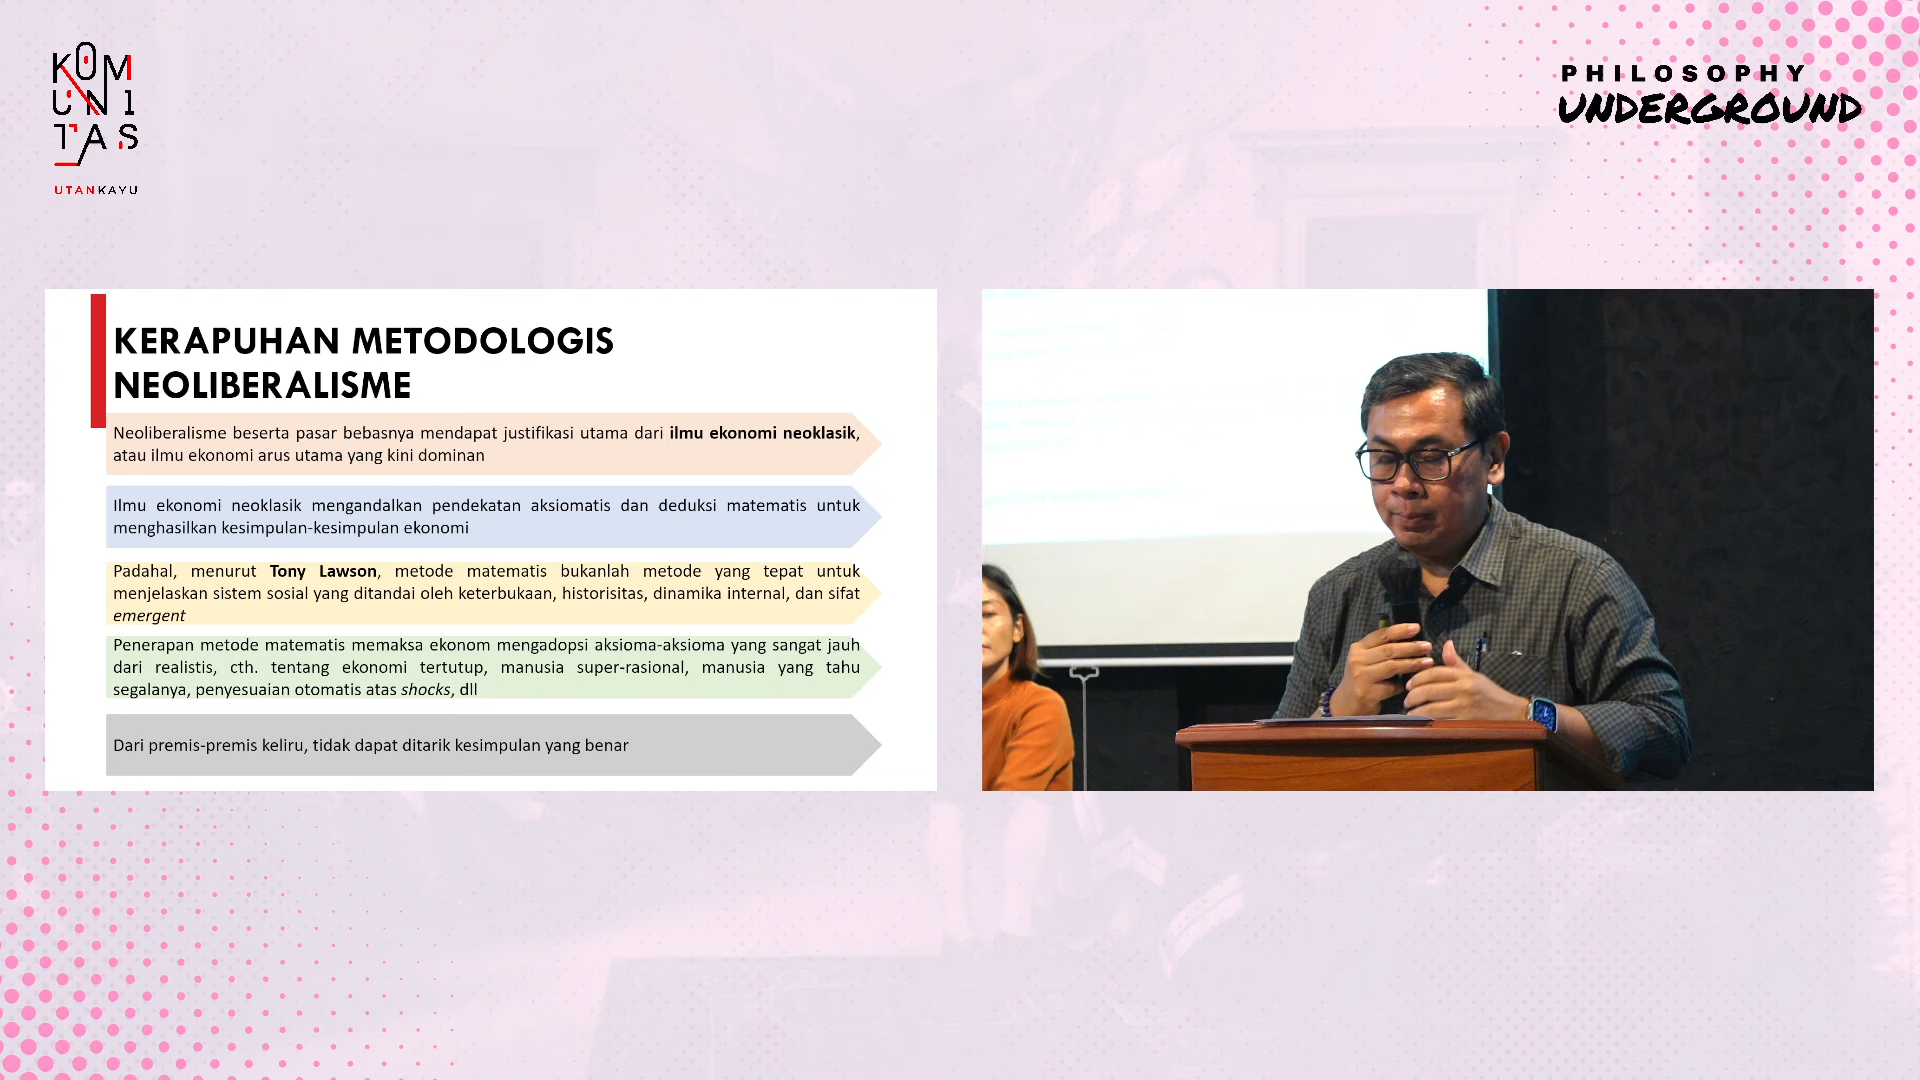 KOM
UNI
TAS
UTANKAYU
PHILOSOPHY
UNDERGROUND
KERAPUHAN METODOLOGIS
NEOLIBERALISME
Neoliberalisme beserta pasar bebasnya mendapat justifikasi utama dari ilmu ekonomi neoklasik,
atau ilmu ekonomi arus utama yang kini dominan
Ilmu ekonomi neoklasik mengandalkan pendekatan aksiomatis dan deduksi matematis untuk
menghasilkan kesimpulan-kesimpulan ekonomi
Padahal, menurut Tony Lawson, metode matematis bukanlah metode yang tepat untuk
menjelaskan sistem sosial yang ditandai oleh keterbukaan, historisitas, dinamika internal, dan sifat
emergent
Penerapan metode matematis memaksa ekonom mengadopsi aksioma-aksioma yang sangat jauh
dari realistis, cth. tentang ekonomi tertutup, manusia super-rasional, manusia yang tahu
segalanya, penyesuaian otomatis atas shocks, dll
Dari premis-premis keliru, tidak dapat ditarik kesimpulan yang benar